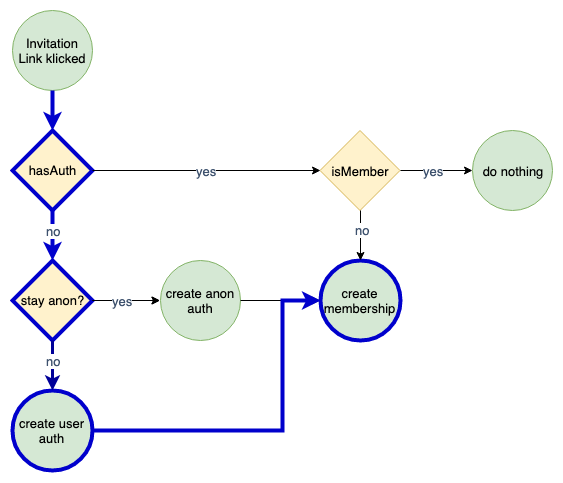 Invitation
Link klicked
hasAuth
yes
isMember
yes
do nothing
no
no
stay anon?
yes
create anon
auth
create
membership
no
create user
auth